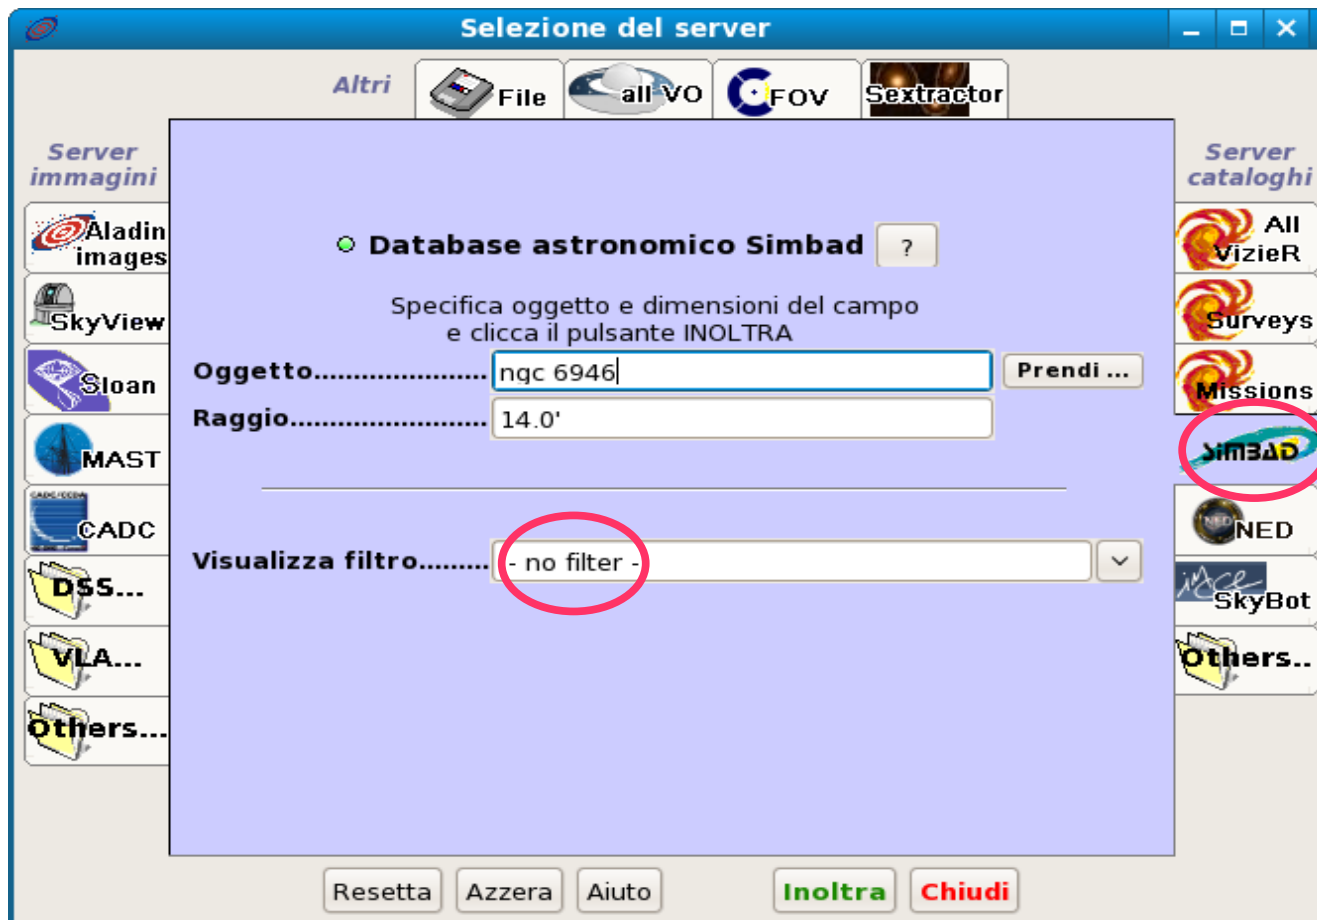 Selezione del server
Altri
File
all VO
FOV
Sextractor
Server
immagini
Aladin
images
SkyView
Sloan
MAST
CADC/CCDA
CADC
DSS...
VLA...
Others...
Database astronomico Simbad ?
Specifica oggetto e dimensioni del campo
e clicca il pulsante INOLTRA
Oggetto...................... ngc 6946 Prendi ...
Raggio......................... 14.0'
Visualizza filtro......... - no filter -
Server
cataloghi
All
VizieR
Surveys
Missions
SIMBAD
NED
NED
SkyBot
Others..
Resetta Azzera Aiuto Inoltra Chiudi